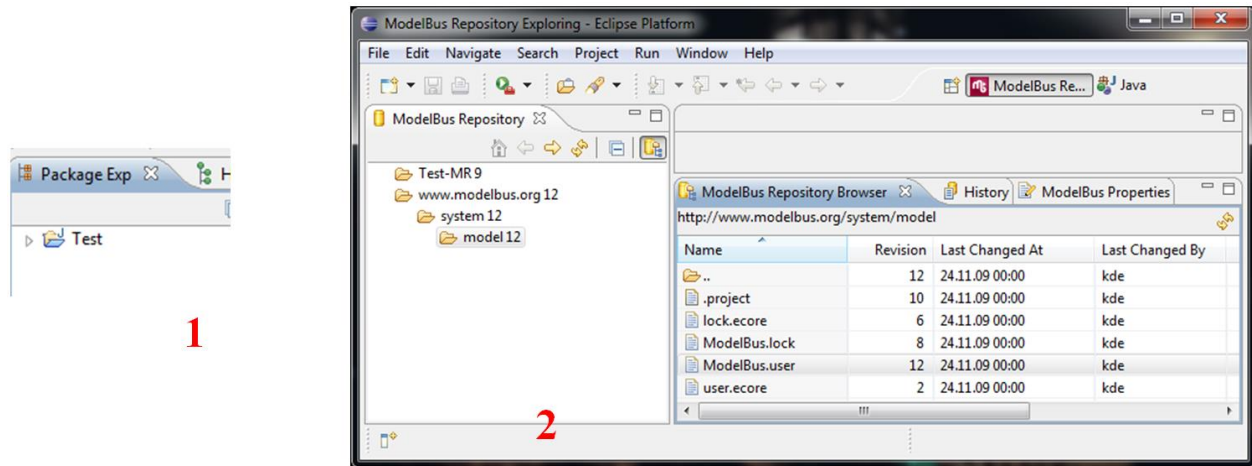 Package Exp
H
Test
1
ModelBus Repository Exploring - Eclipse Platform
File Edit Navigate Search Project Run Window Help
ModelBus Re... Java
ModelBus Repository
Test-MR 9
www.modelbus.org 12
system 12
model 12
ModelBus Repository Browser History ModelBus Properties
http://www.modelbus.org/system/model
Name Revision Last Changed At Last Changed By
.. 12 24.11.09 00:00 kde
.project 10 24.11.09 00:00 kde
lock.ecore 6 24.11.09 00:00 kde
ModelBus.lock 8 24.11.09 00:00 kde
ModelBus.user 12 24.11.09 00:00 kde
user.ecore 2 24.11.09 00:00 kde
2